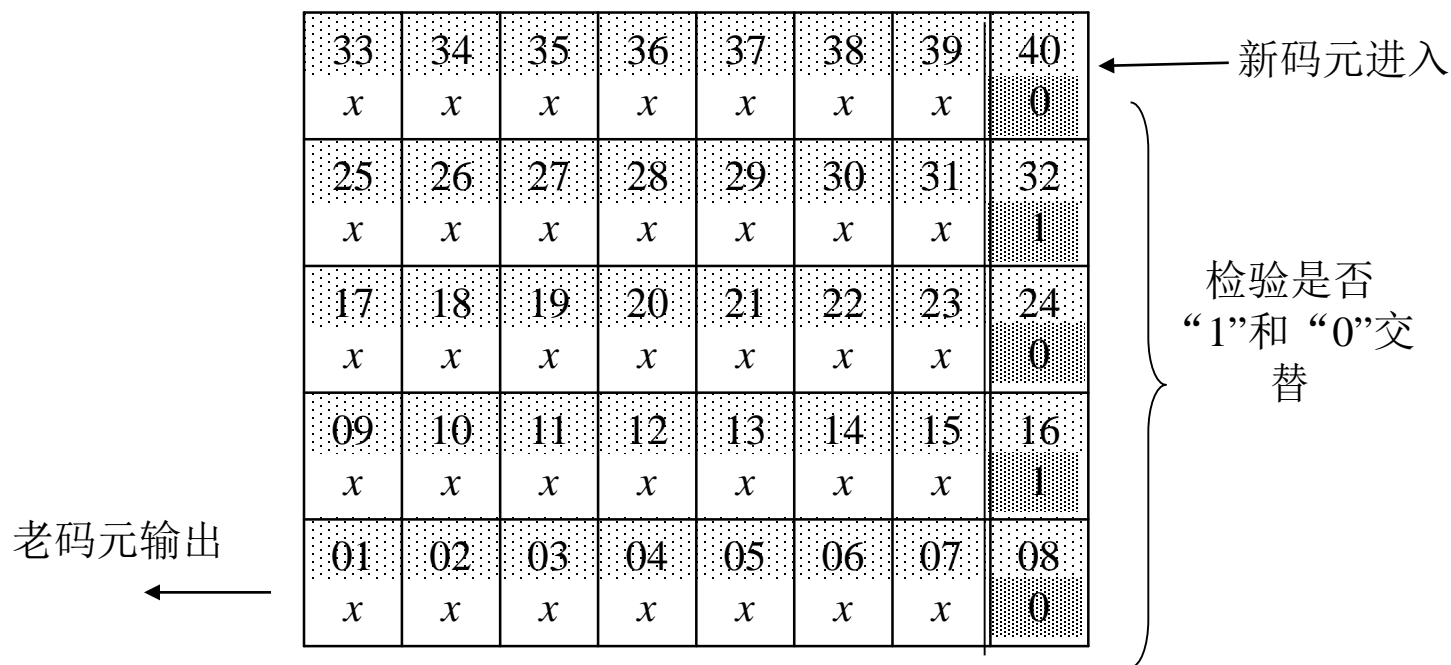 33 34 35 36 37 38 39 40
x x x x x x x 0
新码元进入
25 26 27 28 29 30 31 32
x x x x x x x 1
17 18 19 20 21 22 23 24
x x x x x x x 0
检验是否
“1”和“0”交
替
09 10 11 12 13 14 15 16
x x x x x x x 1
老码元输出
01 02 03 04 05 06 07 08
x x x x x x x 0